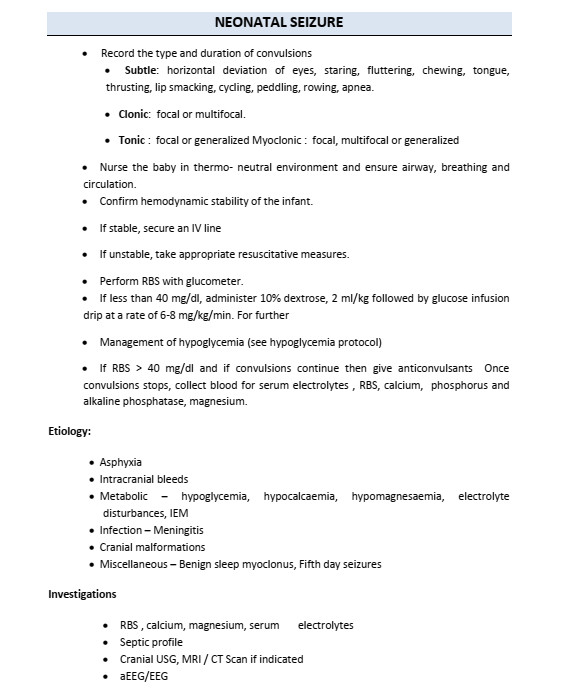 NEONATAL SEIZURE
• Record the type and duration of convulsions
• Subtle: horizontal deviation of eyes, staring, fluttering, chewing, tongue,
thrusting, lip smacking, cycling, peddling, rowing, apnea.
• Clonic: focal or multifocal.
• Tonic : focal or generalized Myoclonic : focal, multifocal or generalized
• Nurse the baby in thermo- neutral environment and ensure airway, breathing and
circulation.
• Confirm hemodynamic stability of the infant.
• If stable, secure an IV line
• If unstable, take appropriate resuscitative measures.
• Perform RBS with glucometer.
• If less than 40 mg/dl, administer 10% dextrose, 2 ml/kg followed by glucose infusion
drip at a rate of 6-8 mg/kg/min. For further
• Management of hypoglycemia (see hypoglycemia protocol)
• If RBS > 40 mg/dl and if convulsions continue then give anticonvulsants Once
convulsions stops, collect blood for serum electrolytes , RBS, calcium, phosphorus and
alkaline phosphatase, magnesium.
Etiology:
• Asphyxia
• Intracranial bleeds
• Metabolic – hypoglycemia, hypocalcaemia, hypomagnesaemia, electrolyte
disturbances, IEM
• Infection – Meningitis
• Cranial malformations
• Miscellaneous – Benign sleep myoclonus, Fifth day seizures
Investigations
• RBS , calcium, magnesium, serum electrolytes
• Septic profile
• Cranial USG, MRI / CT Scan if indicated
• aEEG/EEG